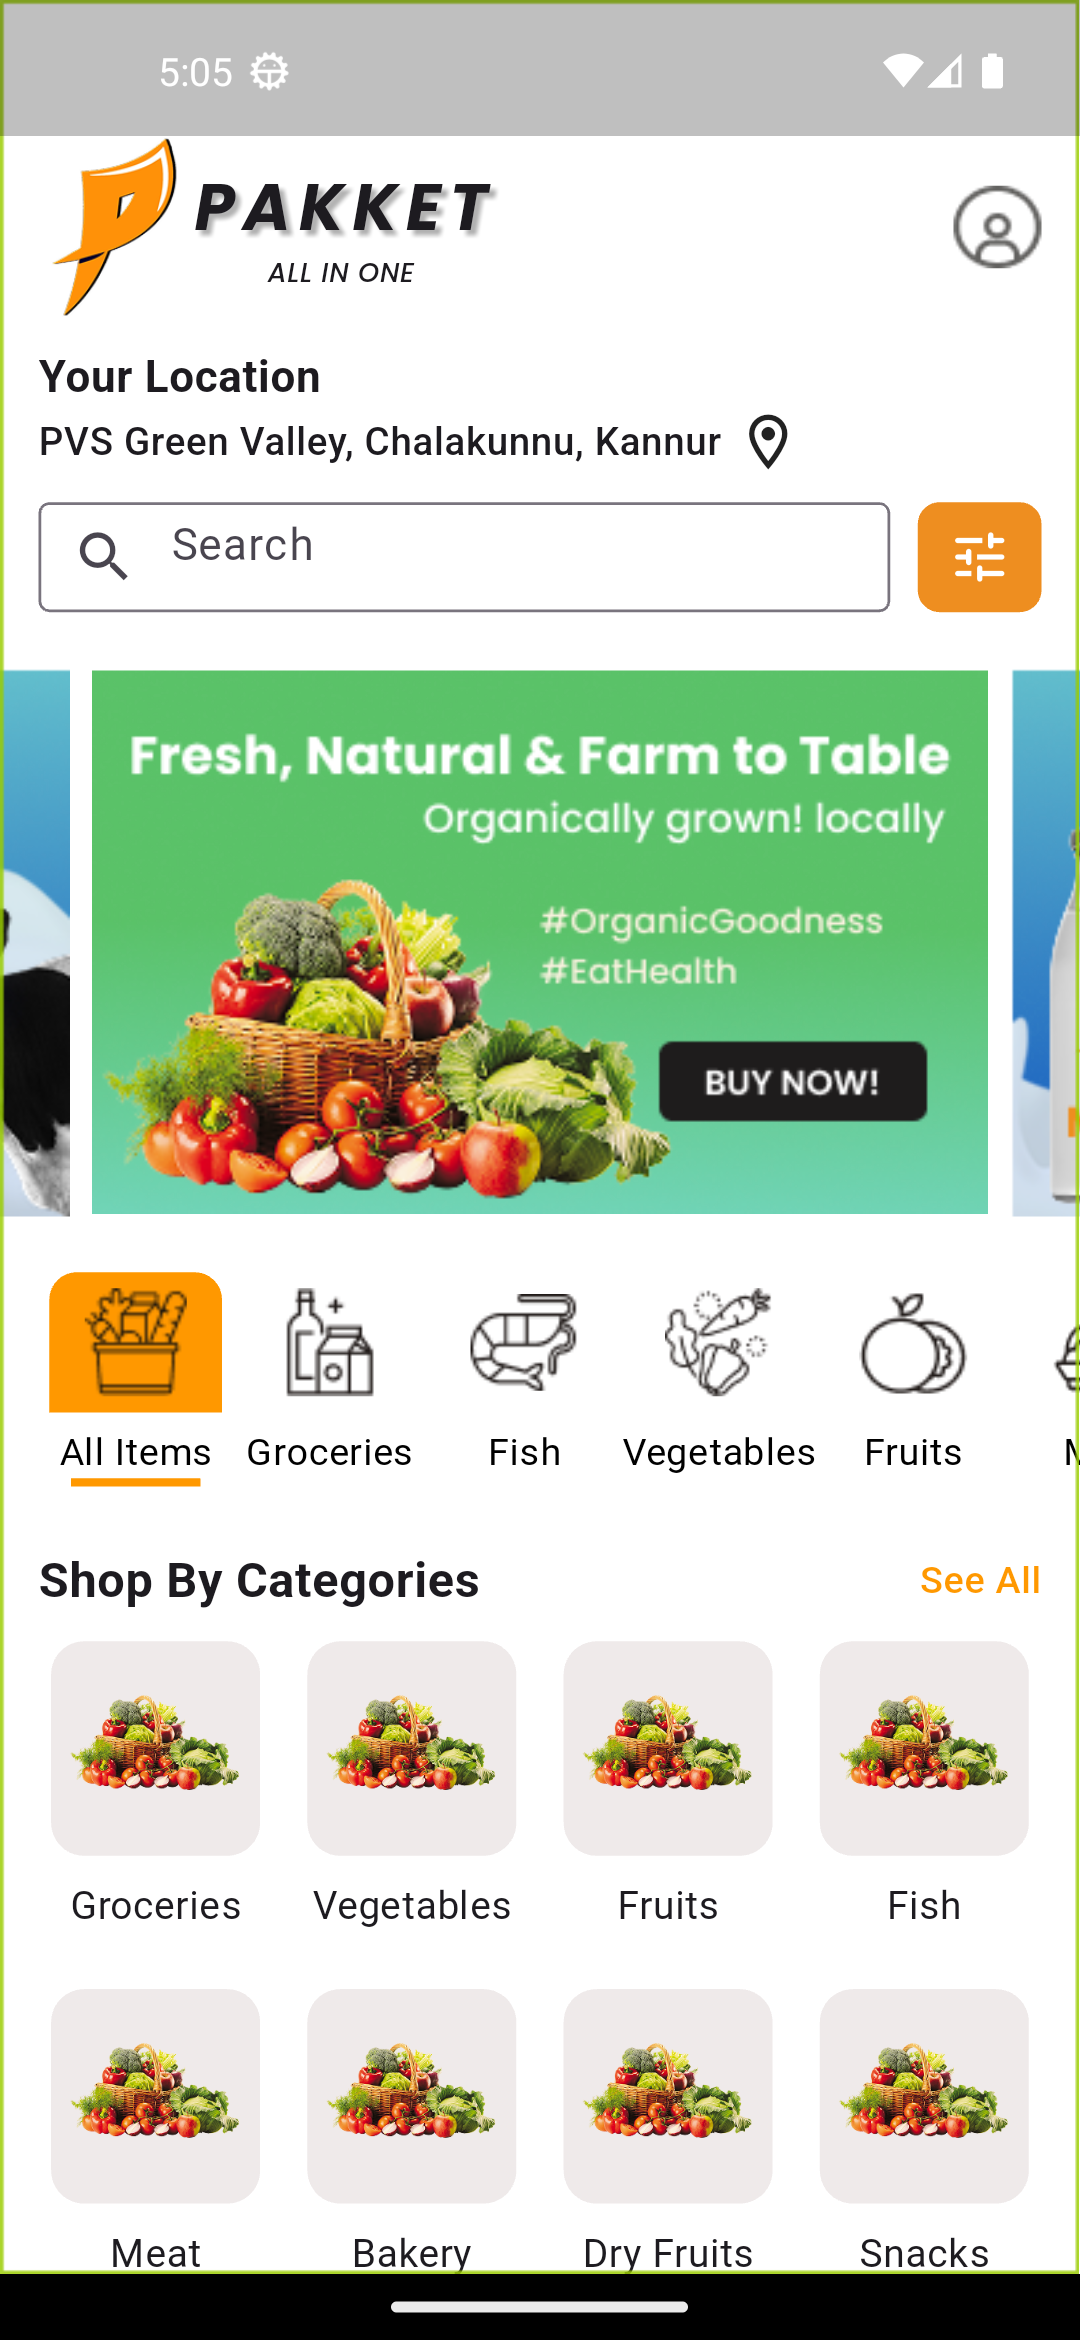 5:05
PAKKET
ALL IN ONE
Your Location
PVS Green Valley, Chalakunnu, Kannur
Search
Fresh, Natural & Farm to Table
Organically grown! locally
#OrganicGoodness
#EatHealth
BUY NOW!
All Items Groceries Fish Vegetables Fruits
Shop By Categories See All
Groceries Vegetables Fruits Fish
Meat Bakery Dry Fruits Snacks